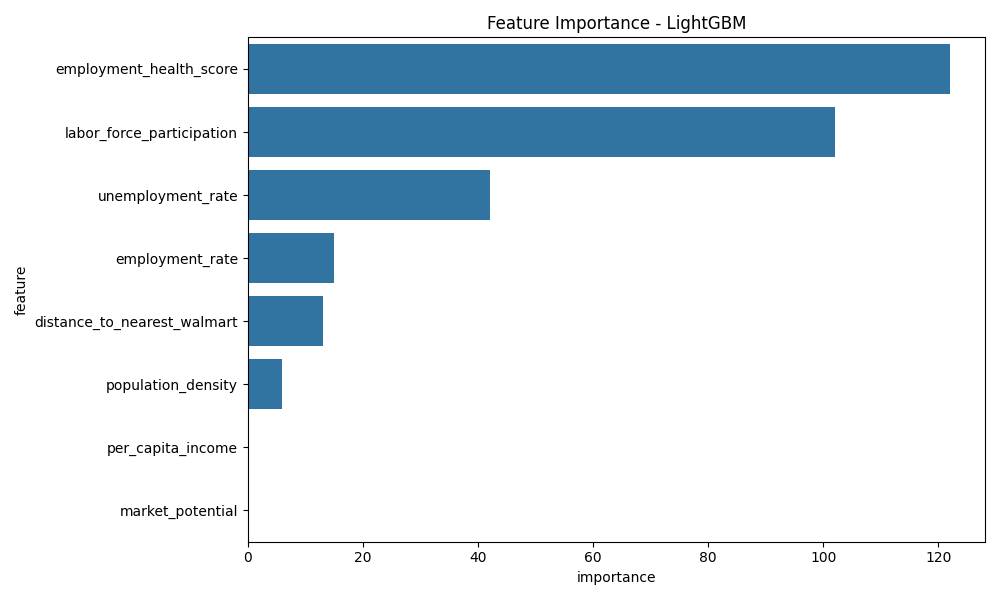 Feature Importance - LightGBM
employment_health_score
labor_force_participation
unemployment_rate
employment_rate
distance_to_nearest_walmart
population_density
per_capita_income
market_potential
feature
0 20 40 60 80 100 120
importance